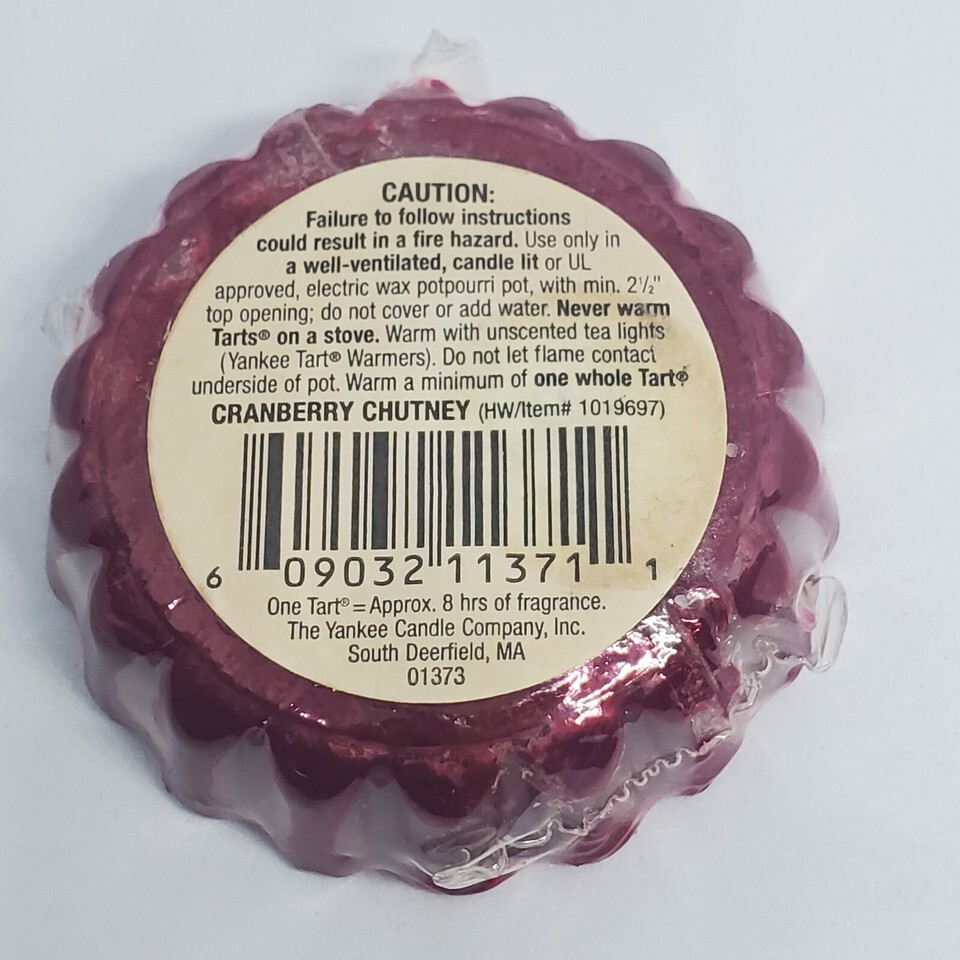 CAUTION:
Failure to follow instructions
could result in a fire hazard. Use only in
a well-ventilated, candle lit or UL
approved, electric wax potpourri pot, with min. 2½"
top opening; do not cover or add water. Never warm
Tarts® on a stove. Warm with unscented tea lights
(Yankee Tart® Warmers). Do not let flame contact
underside of pot. Warm a minimum of one whole Tart®
CRANBERRY CHUTNEY (HW/Item# 1019697)
6 09032 11371 1
One Tart® = Approx. 8 hrs of fragrance.
The Yankee Candle Company, Inc.
South Deerfield, MA
01373